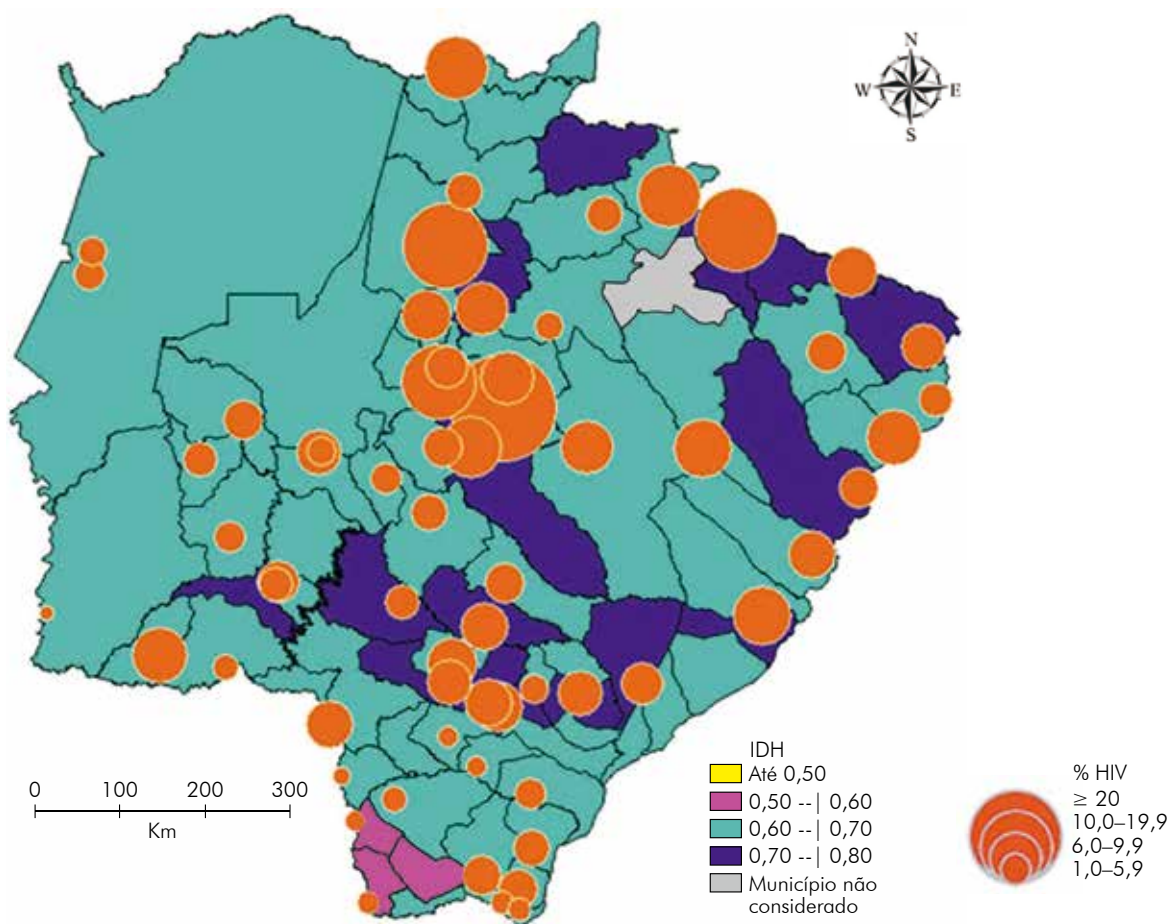 N
W E
S
0 100 200 300
Km
IDH
Até 0,50
0,50 --| 0,60
0,60 --| 0,70
0,70 --| 0,80
Município não
considerado
% HIV
≥ 20
10,0–19,9
6,0–9,9
1,0–5,9